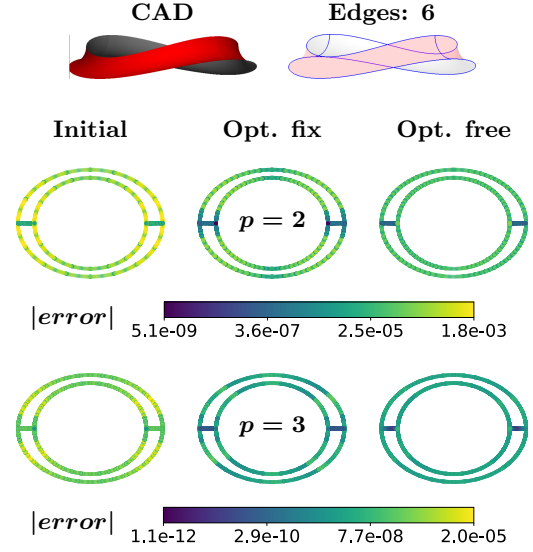 CAD Edges: 6
Initial Opt. fix Opt. free
p = 2
|error|
5.1e-09 3.6e-07 2.5e-05 1.8e-03
p = 3
|error|
1.1e-12 2.9e-10 7.7e-08 2.0e-05